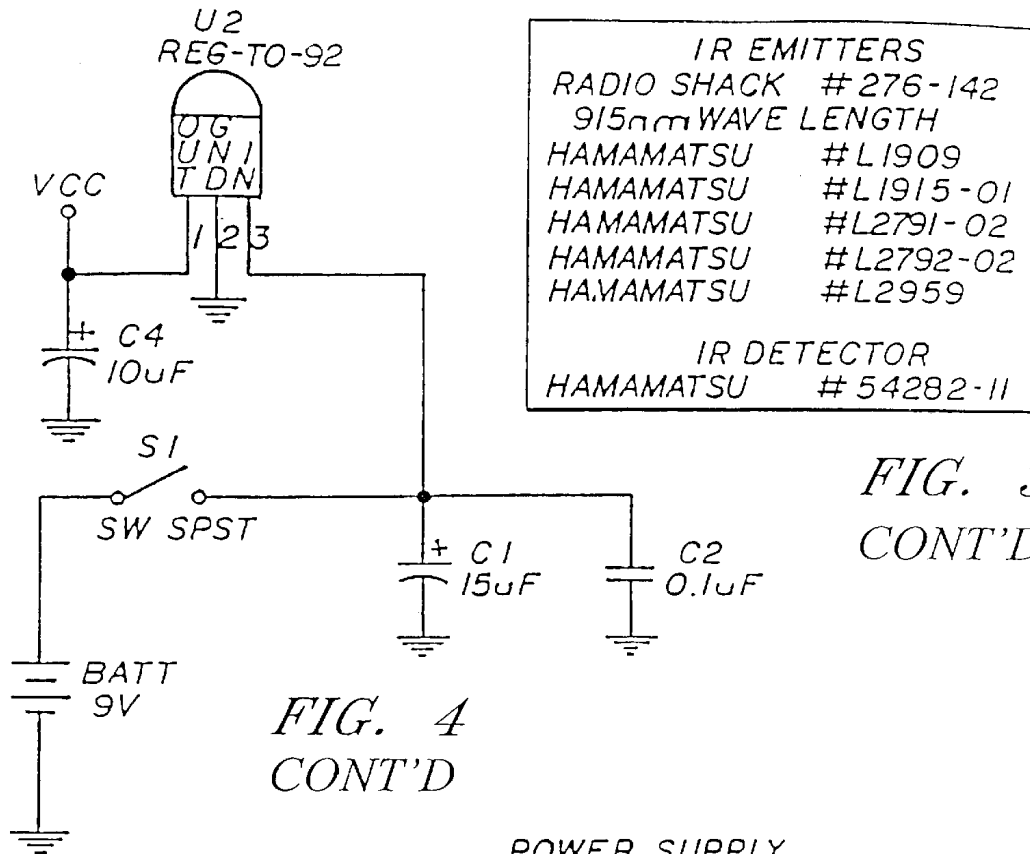 U2
REG-TO-92
OUT GND IN
1 2 3
VCC
+ C4
10uF
S1
SW SPST
+ C1
15uF
C2
0.1uF
BATT
9V
FIG. 4
CONT'D
IR EMITTERS
RADIO SHACK #276-142
915nm WAVE LENGTH
HAMAMATSU #L1909
HAMAMATSU #L1915-01
HAMAMATSU #L2791-02
HAMAMATSU #L2792-02
HAMAMATSU #L2959
IR DETECTOR
HAMAMATSU #54282-11
FIG.
CONT'D
POWER SUPPLY